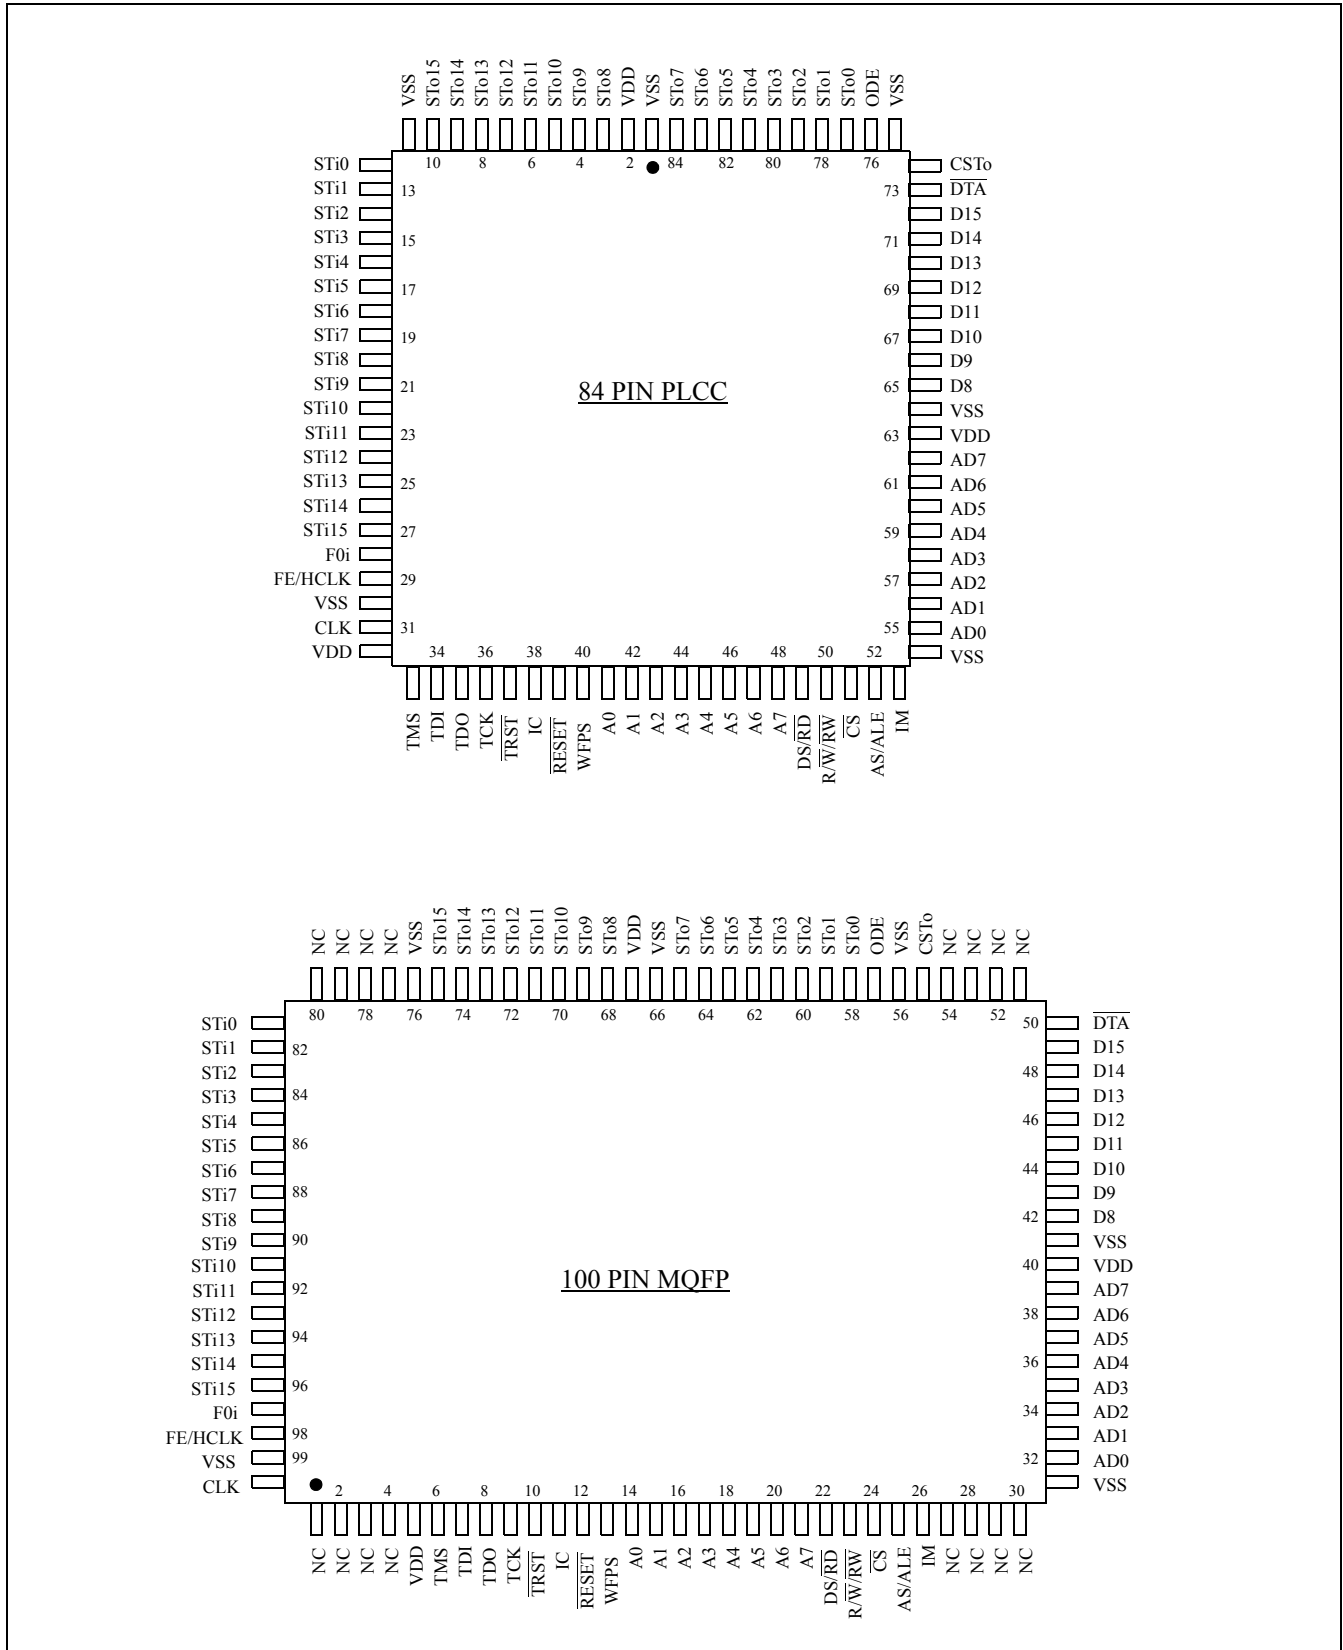 VSS STo15 STo14 STo13 STo12 STo11 STo10 STo9 STo8 VDD VSS STo7 STo6 STo5 STo4 STo3 STo2 STo1 STo0 ODE VSS
10 8 6 4 2 84 82 80 78 76
STi0 CSTo
STi1 13 73 DTA
STi2 D15
STi3 15 71 D14
STi4 D13
STi5 17 69 D12
STi6 D11
STi7 19 67 D10
STi8 D9
STi9 21 65 D8
84 PIN PLCC
STi10 VSS
STi11 23 63 VDD
STi12 AD7
STi13 25 61 AD6
STi14 AD5
STi15 27 59 AD4
F0i AD3
FE/HCLK 29 57 AD2
VSS AD1
CLK 31 55 AD0
VDD VSS
34 36 38 40 42 44 46 48 50 52
TMS TDI TDO TCK TRST IC RESET WFPS A0 A1 A2 A3 A4 A5 A6 A7 DS/RD R/W/RW CS AS/ALE IM
NC NC NC NC VSS STo15 STo14 STo13 STo12 STo11 STo10 STo9 STo8 VDD VSS STo7 STo6 STo5 STo4 STo3 STo2 STo1 STo0 ODE VSS CSTo NC NC NC NC
80 78 76 74 72 70 68 66 64 62 60 58 56 54 52
STi0 50 DTA
STi1 82 D15
STi2 48 D14
STi3 84 D13
STi4 46 D12
STi5 86 D11
STi6 44 D10
STi7 88 D9
STi8 42 D8
STi9 90 VSS
STi10 40 VDD
100 PIN MQFP
STi11 92 AD7
STi12 38 AD6
STi13 94 AD5
STi14 36 AD4
STi15 96 AD3
F0i 34 AD2
FE/HCLK 98 AD1
VSS 99 32 AD0
CLK VSS
2 4 6 8 10 12 14 16 18 20 22 24 26 28 30
NC NC NC NC VDD TMS TDI TDO TCK TRST IC RESET WFPS A0 A1 A2 A3 A4 A5 A6 A7 DS/RD R/W/RW CS AS/ALE IM NC NC NC NC